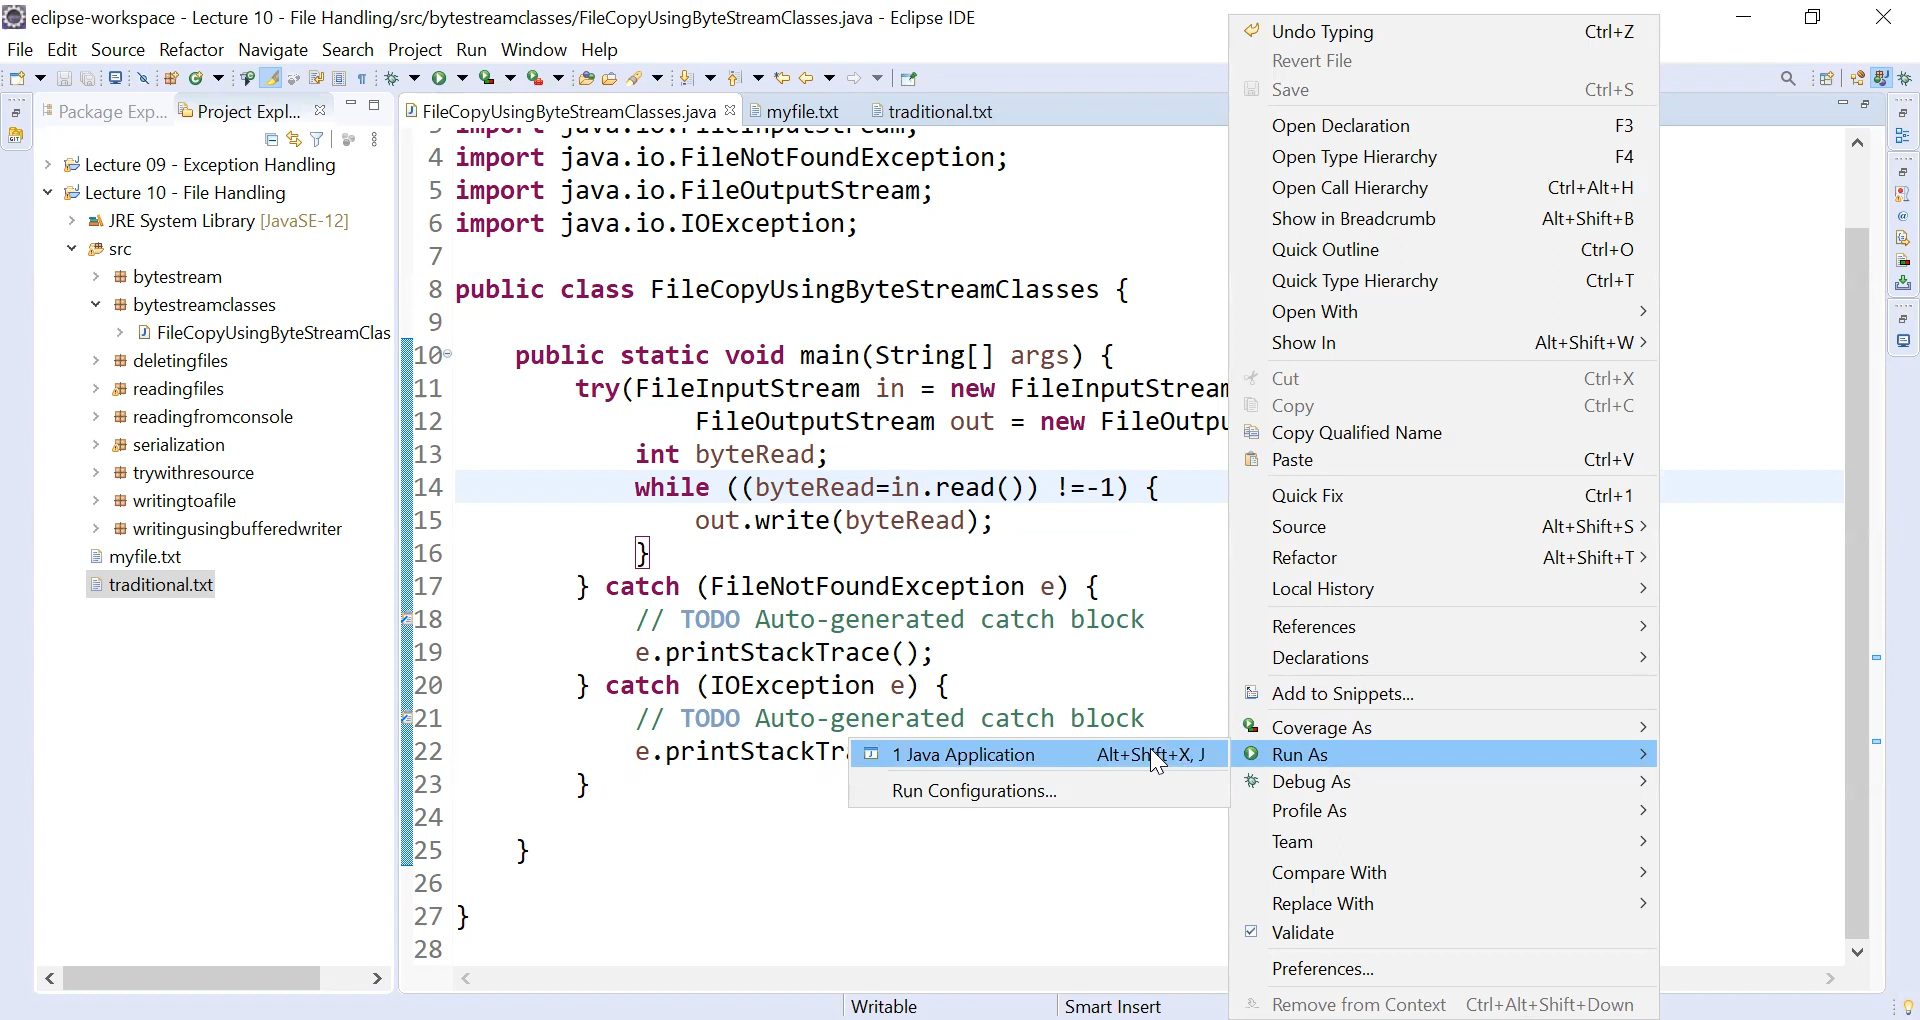 eclipse-workspace - Lecture 10 - File Handling/src/bytestreamclasses/FileCopyUsingByteStreamClasses.java - Eclipse IDE
File Edit Source Refactor Navigate Search Project Run Window Help
Package Exp... Project Expl...
Lecture 09 - Exception Handling
Lecture 10 - File Handling
JRE System Library [JavaSE-12]
src
bytestream
bytestreamclasses
FileCopyUsingByteStreamClas
deletingfiles
readingfiles
readingfromconsole
serialization
trywithresource
writingtoafile
writingusingbufferedwriter
myfile.txt
traditional.txt
FileCopyUsingByteStreamClasses.java myfile.txt traditional.txt
3 import java.io.FileInputStream;
4 import java.io.FileNotFoundException;
5 import java.io.FileOutputStream;
6 import java.io.IOException;
7
8 public class FileCopyUsingByteStreamClasses {
9
10 public static void main(String[] args) {
11 try(FileInputStream in = new FileInputStream
12 FileOutputStream out = new FileOutpu
13 int byteRead;
14 while ((byteRead=in.read()) !=-1) {
15 out.write(byteRead);
16 }
17 } catch (FileNotFoundException e) {
18 // TODO Auto-generated catch block
19 e.printStackTrace();
20 } catch (IOException e) {
21 // TODO Auto-generated catch block
22 e.printStackTra
23 }
24
25 }
26
27 }
28
1 Java Application Alt+Shift+X, J
Run Configurations...
Undo Typing Ctrl+Z
Revert File
Save Ctrl+S
Open Declaration F3
Open Type Hierarchy F4
Open Call Hierarchy Ctrl+Alt+H
Show in Breadcrumb Alt+Shift+B
Quick Outline Ctrl+O
Quick Type Hierarchy Ctrl+T
Open With
Show In Alt+Shift+W
Cut Ctrl+X
Copy Ctrl+C
Copy Qualified Name
Paste Ctrl+V
Quick Fix Ctrl+1
Source Alt+Shift+S
Refactor Alt+Shift+T
Local History
References
Declarations
Add to Snippets...
Coverage As
Run As
Debug As
Profile As
Team
Compare With
Replace With
Validate
Preferences...
Remove from Context Ctrl+Alt+Shift+Down
Writable Smart Insert